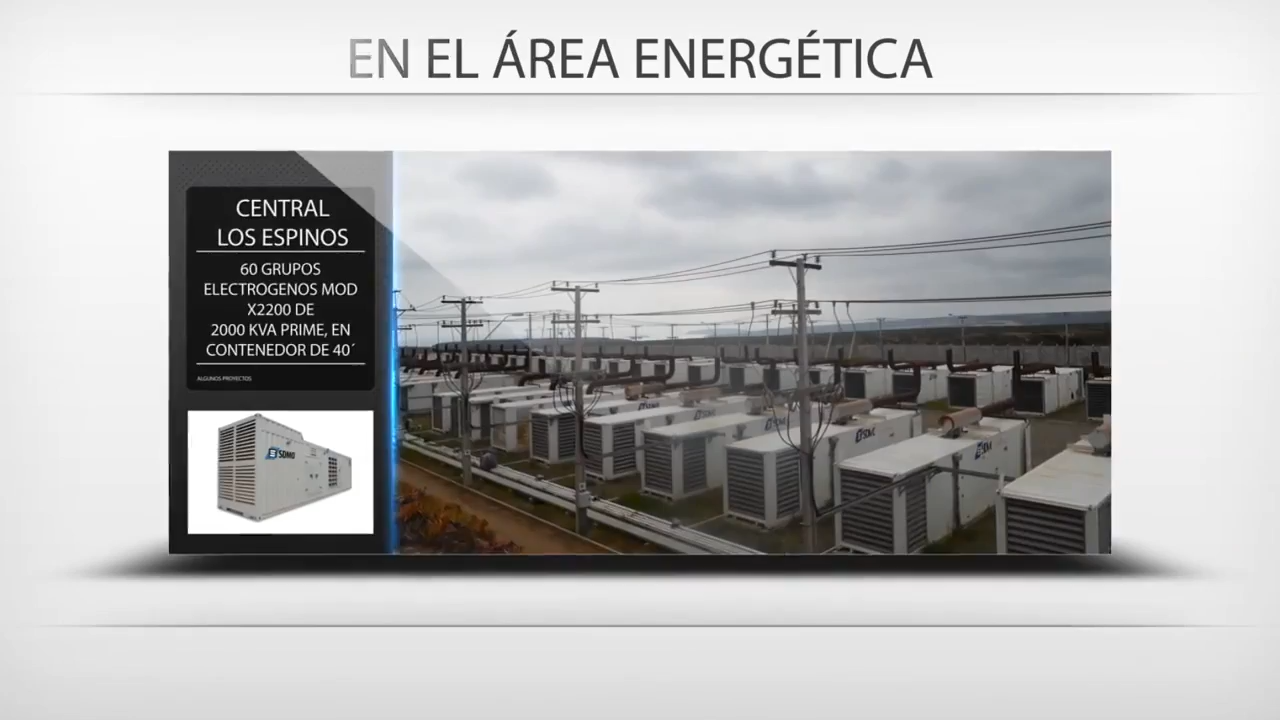 EN EL ÁREA ENERGÉTICA
CENTRAL
LOS ESPINOS
60 GRUPOS
ELECTROGENOS MOD
X2200 DE
2000 KVA PRIME, EN
CONTENEDOR DE 40´
ALGUNOS PROYECTOS
SDMO
SDMO